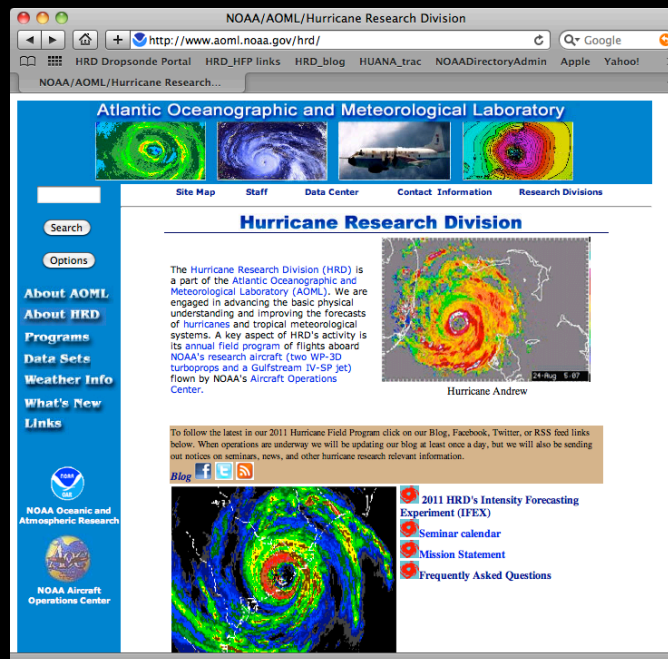 NOAA/AOML/Hurricane Research Division
http://www.aoml.noaa.gov/hrd/
Google
HRD Dropsonde Portal HRD_HFP links HRD_blog HUANA_trac NOAADirectoryAdmin Apple Yahoo!
NOAA/AOML/Hurricane Research...
Atlantic Oceanographic and Meteorological Laboratory
Site Map Staff Data Center Contact Information Research Divisions
Search
Options
About AOML
About HRD
Programs
Data Sets
Weather Info
What's New
Links
NOAA Oceanic and
Atmospheric Research
NOAA Aircraft
Operations Center
Hurricane Research Division
The Hurricane Research Division (HRD) is
a part of the Atlantic Oceanographic and
Meteorological Laboratory (AOML). We are
engaged in advancing the basic physical
understanding and improving the forecasts
of hurricanes and tropical meteorological
systems. A key aspect of HRD's activity is
its annual field program of flights aboard
NOAA's research aircraft (two WP-3D
turboprops and a Gulfstream IV-SP jet)
flown by NOAA's Aircraft Operations
Center.
24-Aug 5:07
Hurricane Andrew
To follow the latest in our 2011 Hurricane Field Program click on our Blog, Facebook, Twitter, or RSS feed links
below. When operations are underway we will be updating our blog at least once a day, but we will also be sending
out notices on seminars, news, and other hurricane research relevant information.
Blog
2011 HRD's Intensity Forecasting
Experiment (IFEX)
Seminar calendar
Mission Statement
Frequently Asked Questions